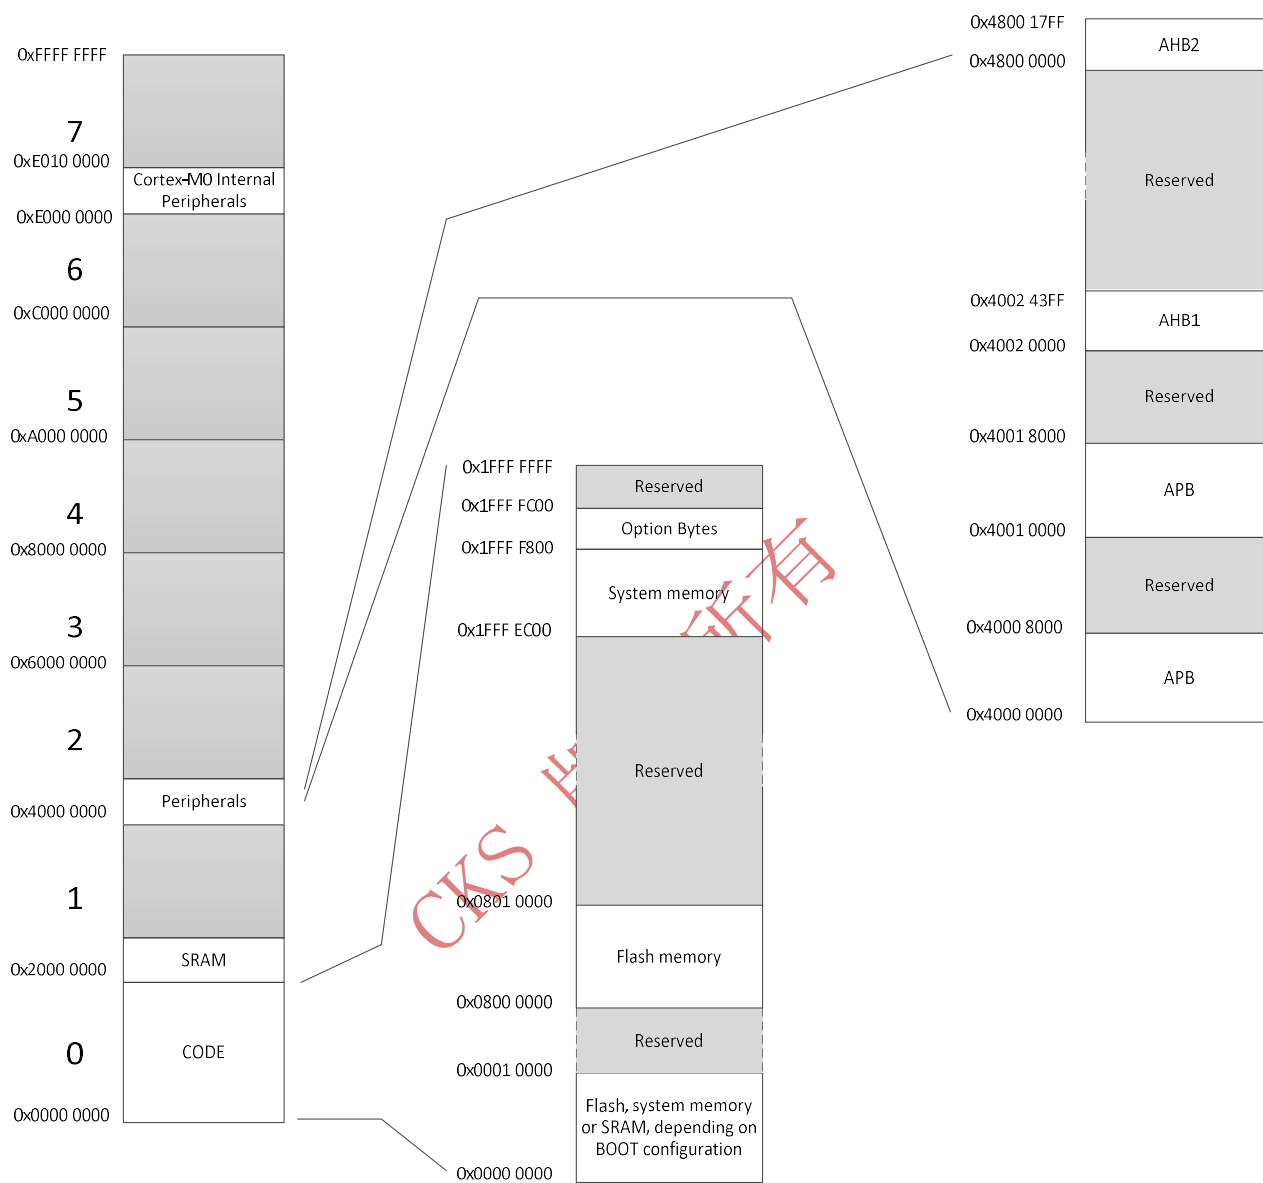 0xFFFF FFFF
7
0xE010 0000
Cortex-M0 Internal
Peripherals
0xE000 0000
6
0xC000 0000
5
0xA000 0000
4
0x8000 0000
3
0x6000 0000
2
Peripherals
0x4000 0000
1
SRAM
0x2000 0000
0
CODE
0x0000 0000
0x1FFF FFFF
Reserved
0x1FFF FC00
Option Bytes
0x1FFF F800
System memory
0x1FFF EC00
Reserved
0x0801 0000
Flash memory
0x0800 0000
Reserved
0x0001 0000
Flash, system memory
or SRAM, depending on
BOOT configuration
0x0000 0000
0x4800 17FF
AHB2
0x4800 0000
Reserved
0x4002 43FF
AHB1
0x4002 0000
Reserved
0x4001 8000
APB
0x4001 0000
Reserved
0x4000 8000
APB
0x4000 0000
CKS 所有